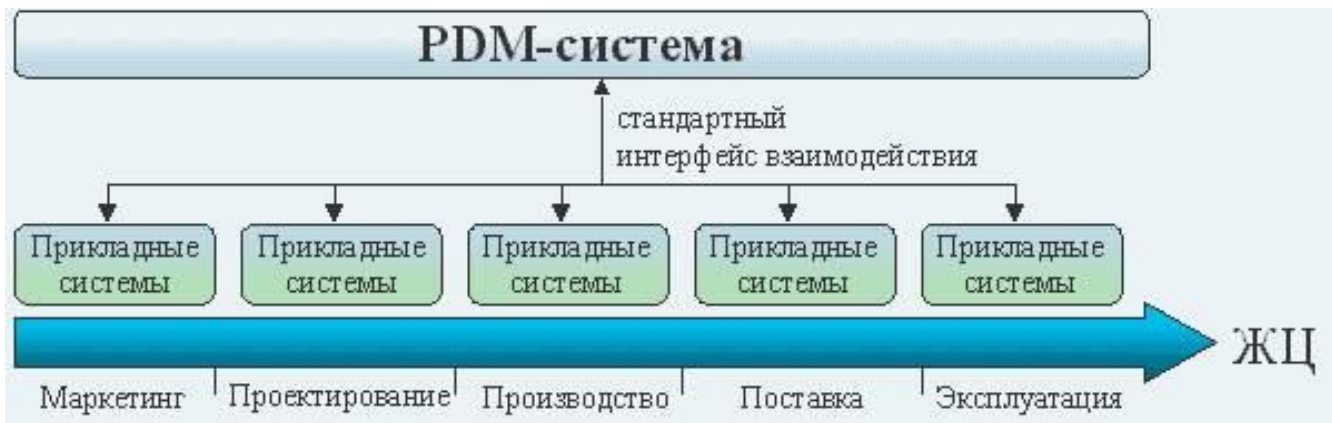 PDM-система
стандартный
интерфейс взаимодействия
Прикладные
системы
Прикладные
системы
Прикладные
системы
Прикладные
системы
Прикладные
системы
ЖЦ
Маркетинг
Проектирование
Производство
Поставка
Эксплуатация